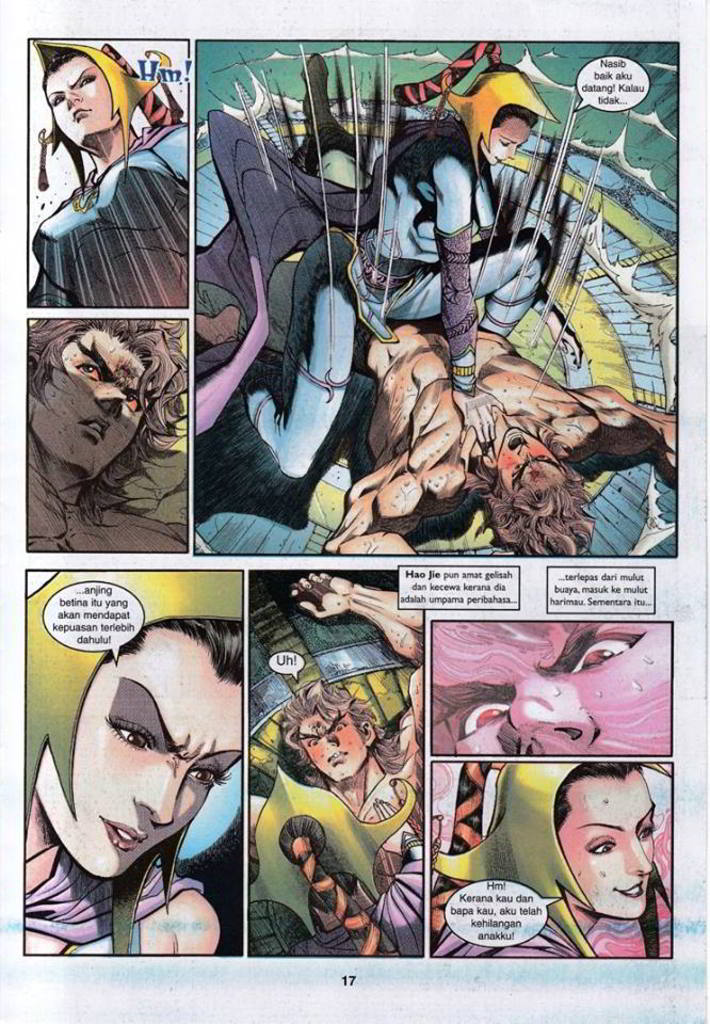 Hm!
Nasib
baik aku
datang! Kalau
tidak...
...anjing
betina itu yang
akan mendapat
kepuasan terlebih
dahulu!
Uh!
Hao Jie pun amat gelisah
dan kecewa kerana dia
adalah umpama peribahasa...
...terlepas dari mulut
buaya, masuk ke mulut
harimau. Sementara itu...
Hm!
Kerana kau dan
bapa kau, aku telah
kehilangan
anakku!
17